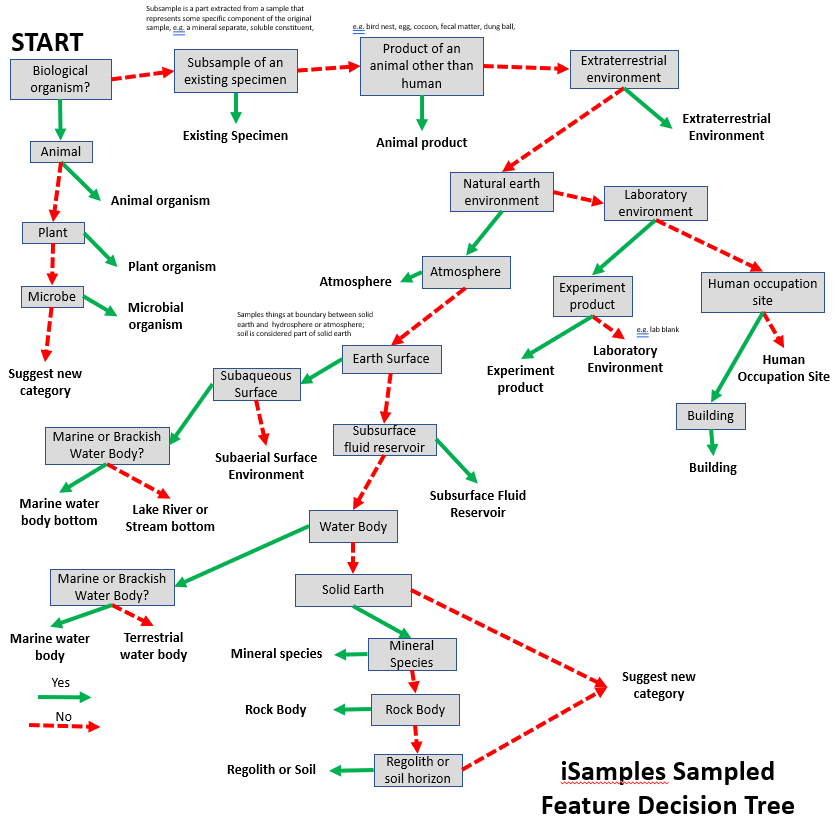 Subsample is a part extracted from a sample that
represents some specific component of the original
sample, e.g. a mineral separate, soluble constituent,
e.g. bird nest, egg, cocoon, fecal matter, dung ball,
START
Biological
organism?
Subsample of an
existing specimen
Product of an
animal other than
human
Extraterrestrial
environment
Existing Specimen
Animal product
Extraterrestrial
Environment
Animal
Animal organism
Natural earth
environment
Laboratory
environment
Plant
Plant organism
Atmosphere
Atmosphere
Microbe
Microbial
organism
Experiment
product
Human occupation
site
Samples things at boundary between solid
earth and hydrosphore or atmosphere;
soil is considered part of solid earth
e.g. lab blank
Suggest new
category
Earth Surface
Experiment
product
Laboratory
Environment
Human
Occupation Site
Subaqueous
Surface
Building
Marine or Brackish
Water Body?
Subaerial Surface
Environment
Subsurface
fluid reservoir
Building
Marine water
body bottom
Lake River or
Stream bottom
Subsurface Fluid
Reservoir
Water Body
Marine or Brackish
Water Body?
Solid Earth
Marine water
body
Terrestrial
water body
Mineral species
Mineral
Species
Suggest new
category
Yes
No
Rock Body
Rock Body
Regolith or Soil
Regolith or
soil horizon
iSamples Sampled
Feature Decision Tree